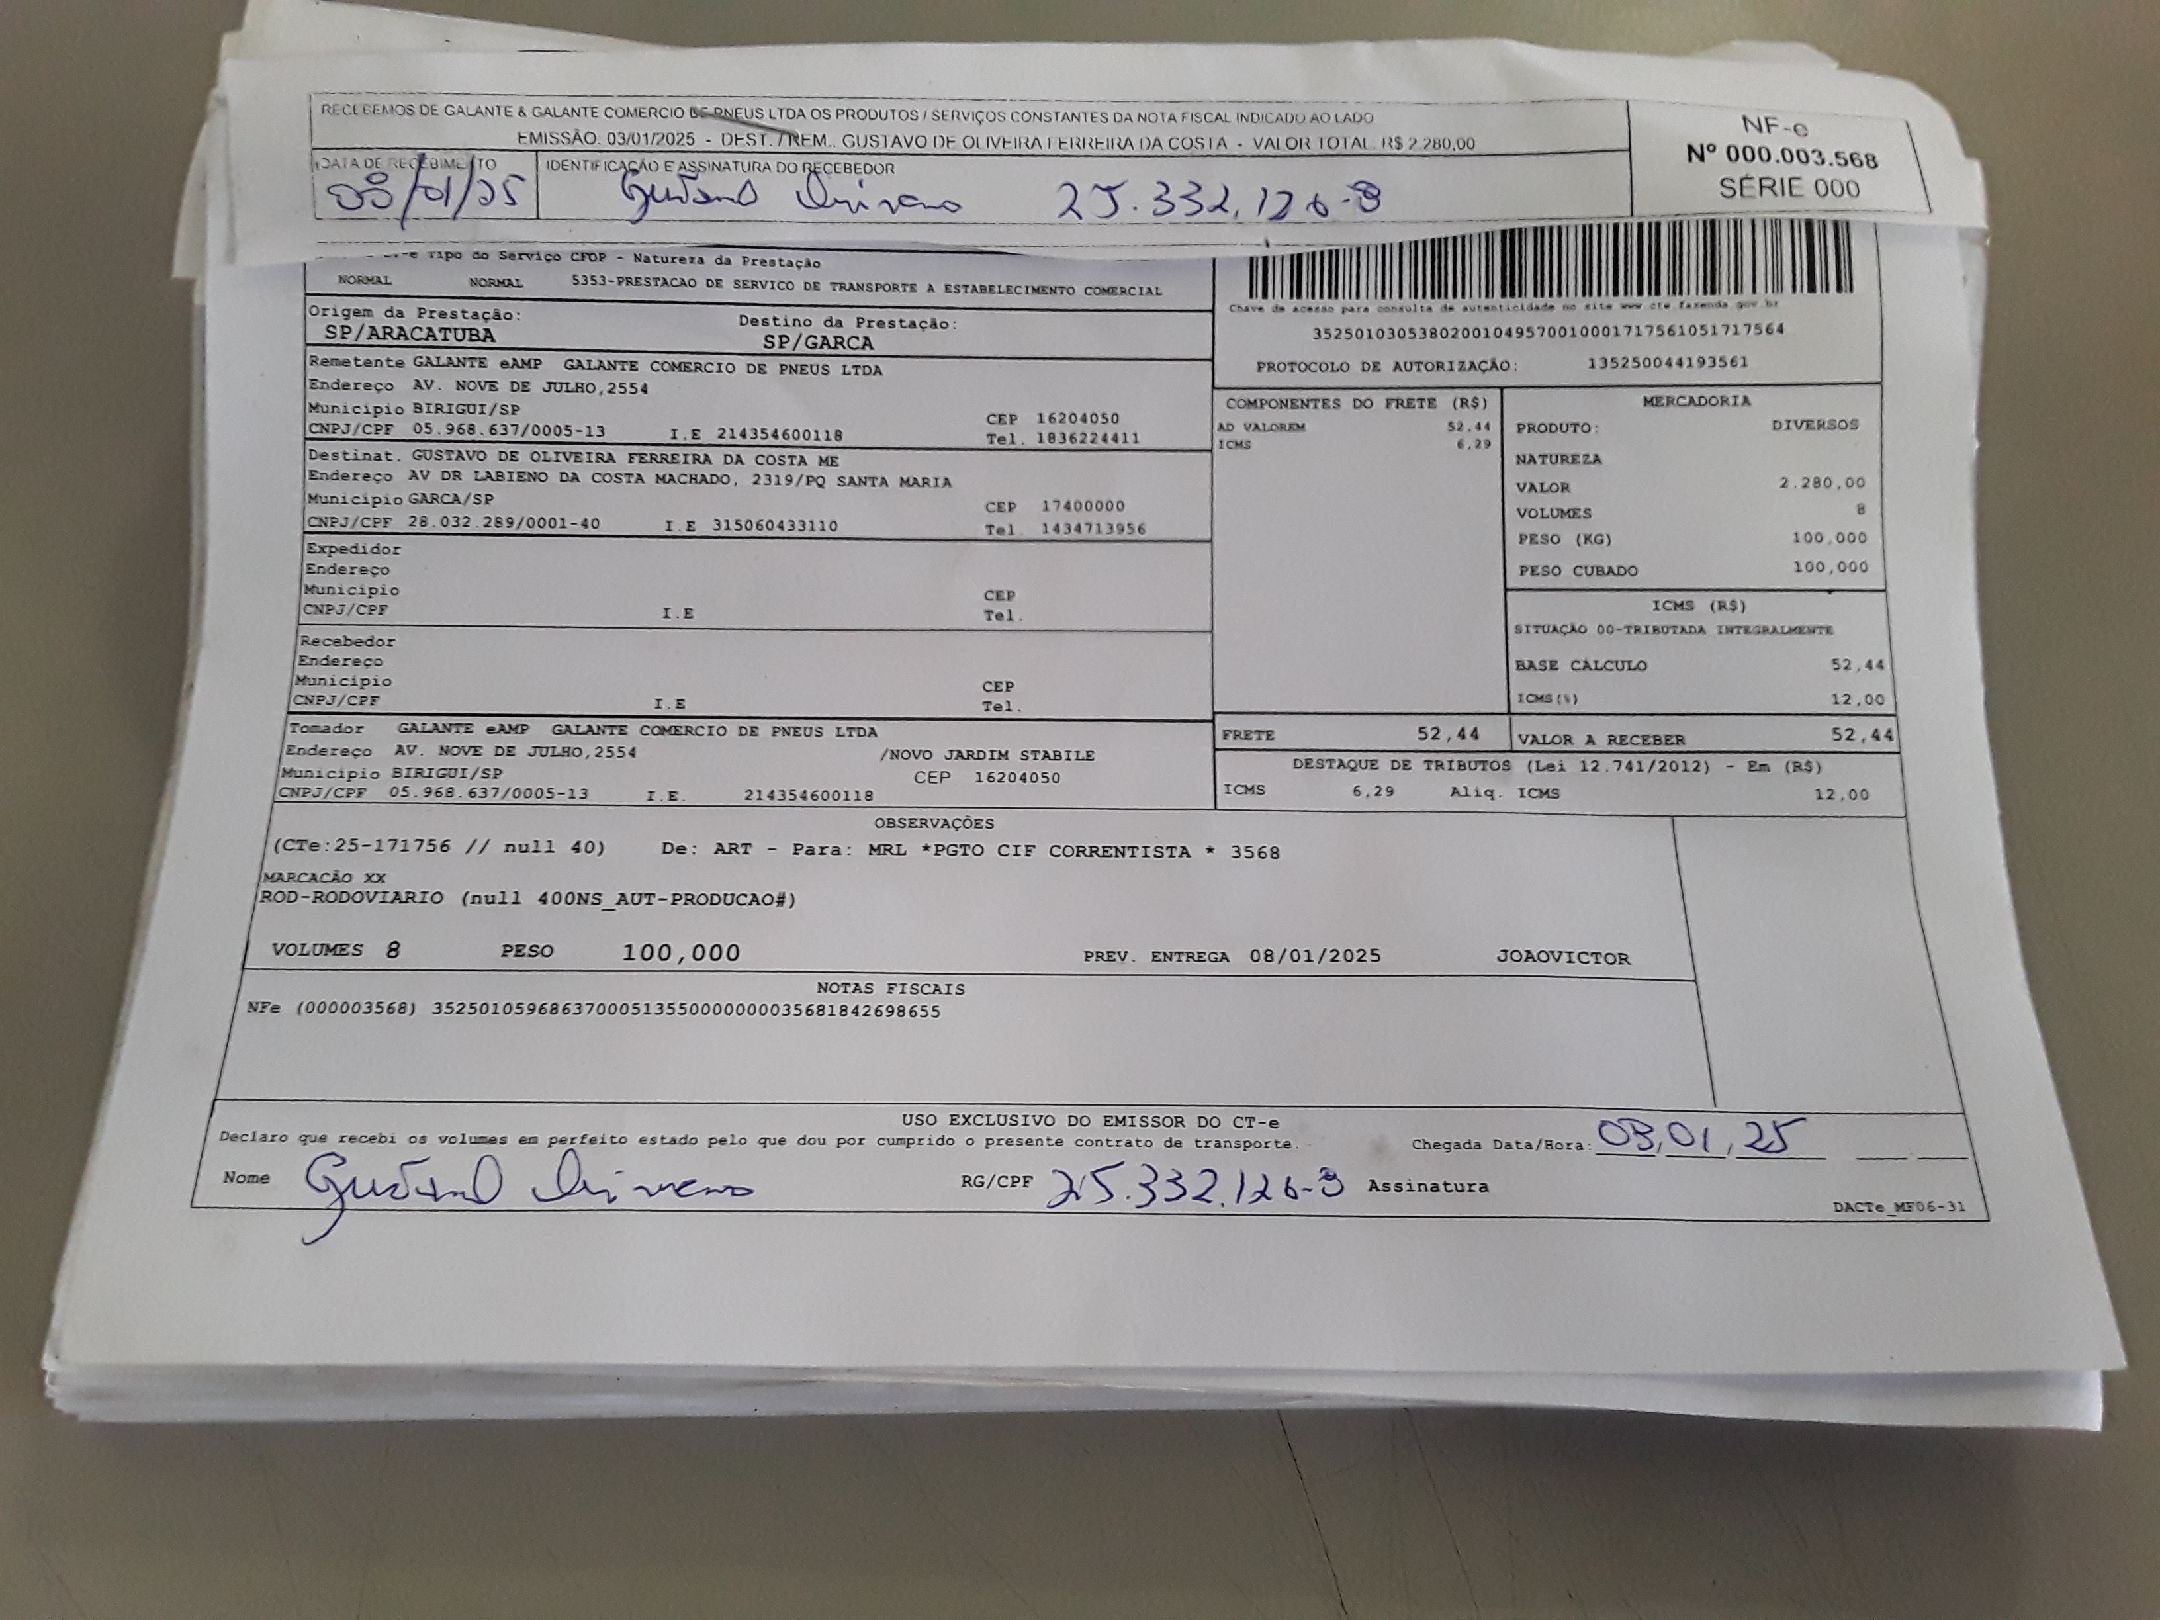 RECEBEMOS DE GALANTE & GALANTE COMERCIO DE PNEUS LTDA OS PRODUTOS / SERVIÇOS CONSTANTES DA NOTA FISCAL INDICADO AO LADO
EMISSÃO: 03/01/2025 - DEST. / REM.: GUSTAVO DE OLIVEIRA FERREIRA DA COSTA - VALOR TOTAL: R$ 2.280,00
NF-e
Nº 000.003.568
SÉRIE 000
DATA DE RECEBIMENTO
IDENTIFICAÇÃO E ASSINATURA DO RECEBEDOR
/01/25 25.332.126-8
Tipo do Serviço CFOP - Natureza da Prestação
NORMAL NORMAL 5353-PRESTACAO DE SERVICO DE TRANSPORTE A ESTABELECIMENTO COMERCIAL
Chave de acesso para consulta de autenticidade no site www.cte.fazenda.gov.br
35250103053802001049570010001717561051717564
PROTOCOLO DE AUTORIZAÇÃO: 135250044193561
Origem da Prestação: Destino da Prestação:
SP/ARACATUBA SP/GARCA
Remetente GALANTE eAMP GALANTE COMERCIO DE PNEUS LTDA
Endereço AV. NOVE DE JULHO,2554
Municipio BIRIGUI/SP CEP 16204050
CNPJ/CPF 05.968.637/0005-13 I.E 214354600118 Tel. 1836224411
Destinat. GUSTAVO DE OLIVEIRA FERREIRA DA COSTA ME
Endereço AV DR LABIENO DA COSTA MACHADO, 2319/PQ SANTA MARIA
Municipio GARCA/SP CEP 17400000
CNPJ/CPF 28.032.289/0001-40 I.E 315060433110 Tel. 1434713956
Expedidor
Endereço
Municipio CEP
CNPJ/CPF I.E Tel.
Recebedor
Endereço
Municipio CEP
CNPJ/CPF I.E Tel.
Tomador GALANTE eAMP GALANTE COMERCIO DE PNEUS LTDA
Endereço AV. NOVE DE JULHO,2554 /NOVO JARDIM STABILE
Municipio BIRIGUI/SP CEP 16204050
CNPJ/CPF 05.968.637/0005-13 I.E. 214354600118
COMPONENTES DO FRETE (R$)
AD VALOREM 52,44
ICMS 6,29
MERCADORIA
PRODUTO: DIVERSOS
NATUREZA
VALOR 2.280,00
VOLUMES 8
PESO (KG) 100,000
PESO CUBADO 100,000
ICMS (R$)
SITUAÇÃO 00-TRIBUTADA INTEGRALMENTE
BASE CALCULO 52,44
ICMS(%) 12,00
FRETE 52,44 VALOR A RECEBER 52,44
DESTAQUE DE TRIBUTOS (Lei 12.741/2012) - Em (R$)
ICMS 6,29 Aliq. ICMS 12,00
OBSERVAÇÕES
(CTe:25-171756 // null 40) De: ART - Para: MRL *PGTO CIF CORRENTISTA * 3568
MARCACÃO XX
ROD-RODOVIARIO (null 400NS_AUT-PRODUCAO#)
VOLUMES 8 PESO 100,000 PREV. ENTREGA 08/01/2025 JOAOVICTOR
NOTAS FISCAIS
NFe (000003568) 35250105968637000513550000000035681842698655
USO EXCLUSIVO DO EMISSOR DO CT-e
Declaro que recebi os volumes em perfeito estado pelo que dou por cumprido o presente contrato de transporte. Chegada Data/Hora: 03,01,25
Nome RG/CPF 25.332.126-8 Assinatura
DACTe_MF06-31